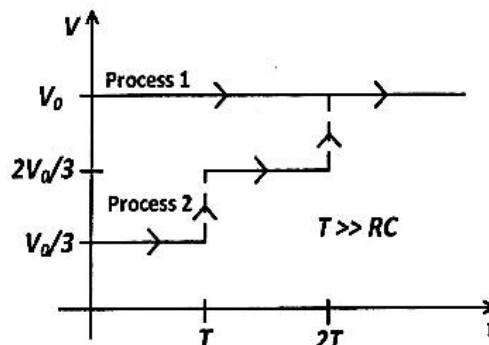 V
Process 1
V₀
2V₀/3
Process 2
T >> RC
V₀/3
T
2T